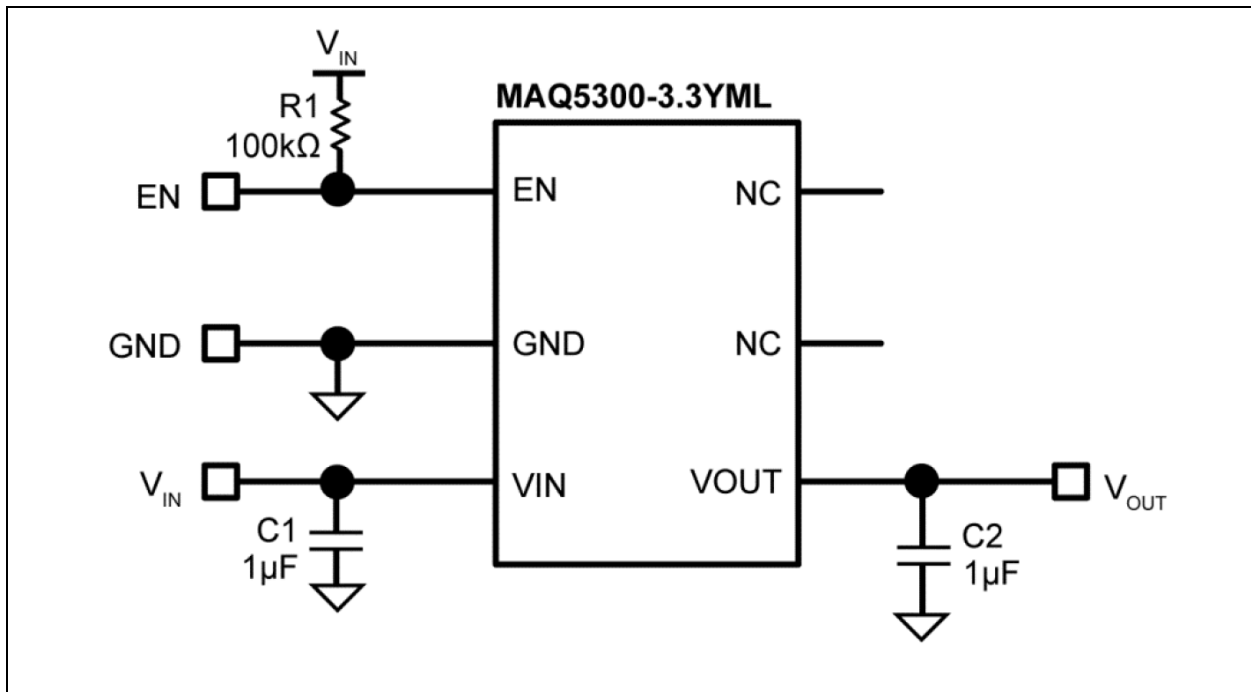 V_IN
MAQ5300-3.3YML
R1
100kΩ
EN
EN
NC
GND
GND
NC
V_IN
VIN
VOUT
V_OUT
C1
1µF
C2
1µF